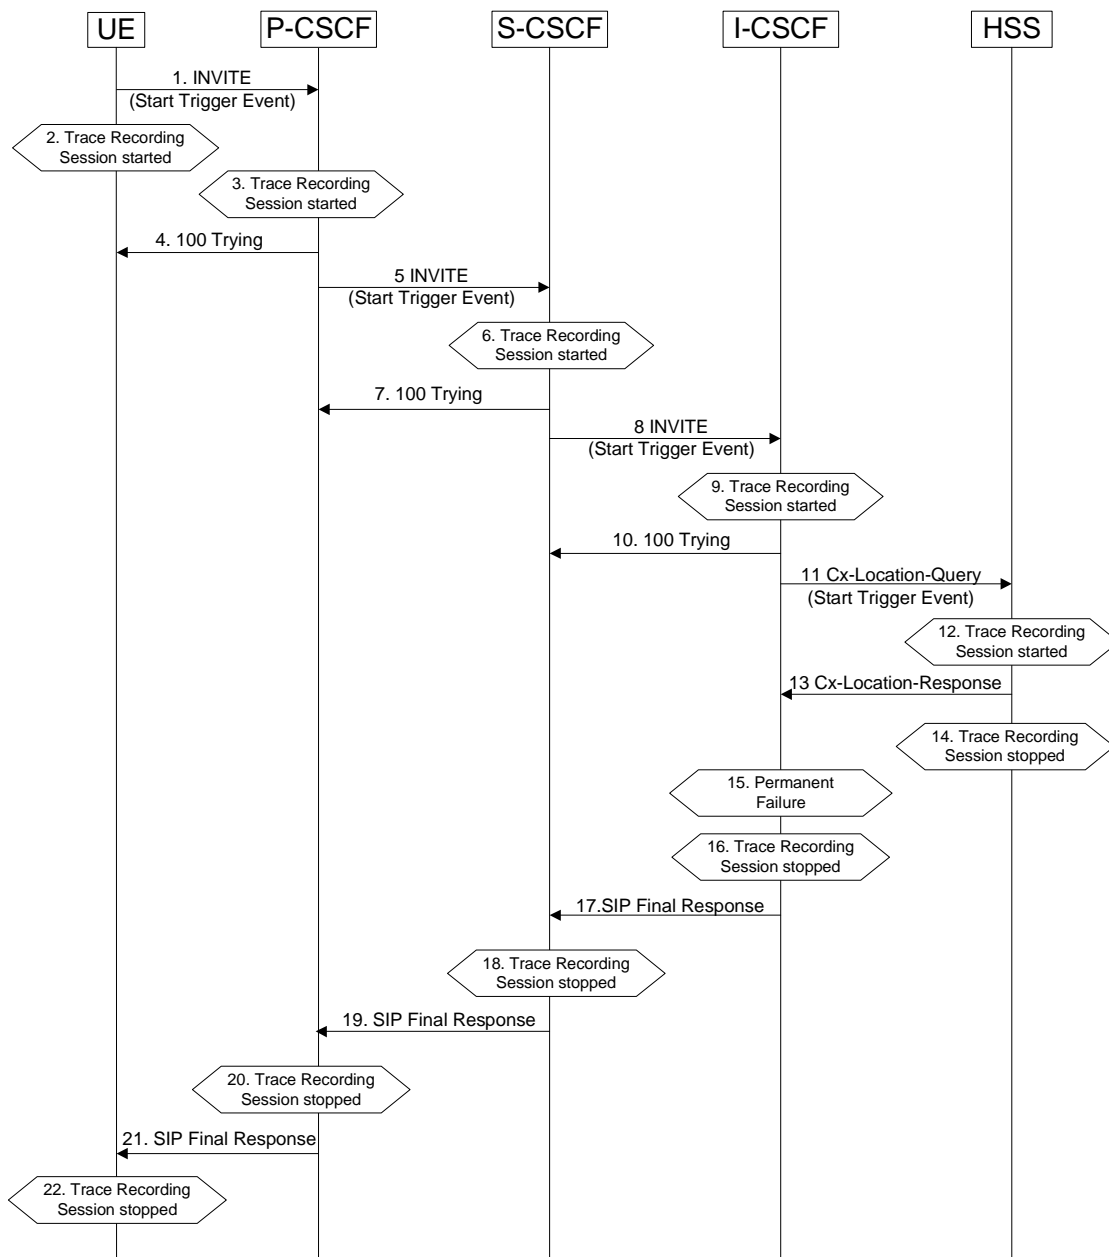 UE
P-CSCF
S-CSCF
I-CSCF
HSS
1. INVITE
(Start Trigger Event)
2. Trace Recording
Session started
3. Trace Recording
Session started
4. 100 Trying
5 INVITE
(Start Trigger Event)
6. Trace Recording
Session started
7. 100 Trying
8 INVITE
(Start Trigger Event)
9. Trace Recording
Session started
10. 100 Trying
11 Cx-Location-Query
(Start Trigger Event)
12. Trace Recording
Session started
13 Cx-Location-Response
14. Trace Recording
Session stopped
15. Permanent
Failure
16. Trace Recording
Session stopped
17.SIP Final Response
18. Trace Recording
Session stopped
19. SIP Final Response
20. Trace Recording
Session stopped
21. SIP Final Response
22. Trace Recording
Session stopped